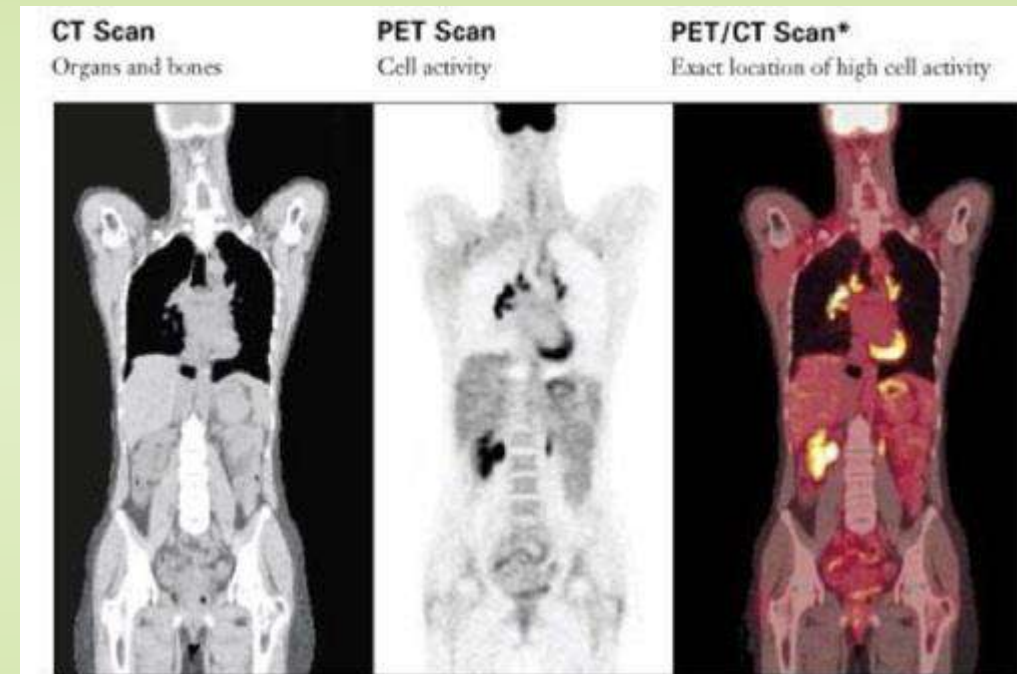 CT Scan
Organs and bones
PET Scan
Cell activity
PET/CT Scan*
Exact location of high cell activity